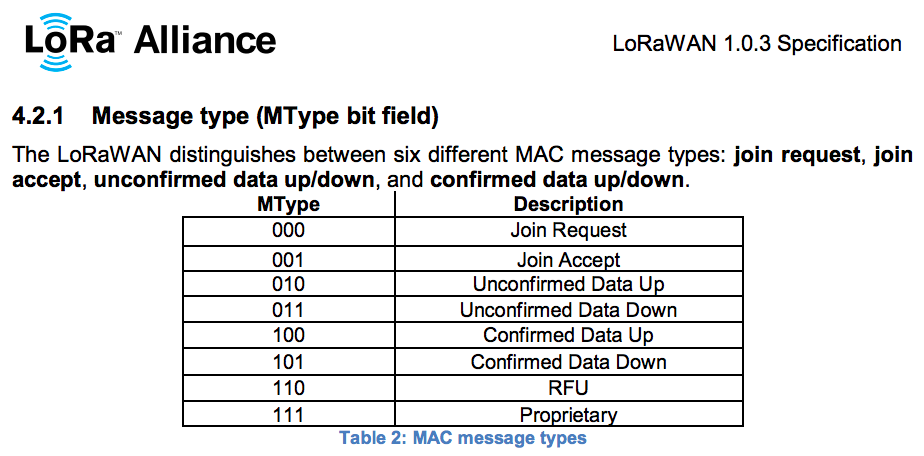 LoRa™ Alliance
LoRaWAN 1.0.3 Specification
4.2.1 Message type (MType bit field)
The LoRaWAN distinguishes between six different MAC message types: join request, join
accept, unconfirmed data up/down, and confirmed data up/down.
MType Description
000 Join Request
001 Join Accept
010 Unconfirmed Data Up
011 Unconfirmed Data Down
100 Confirmed Data Up
101 Confirmed Data Down
110 RFU
111 Proprietary
Table 2: MAC message types